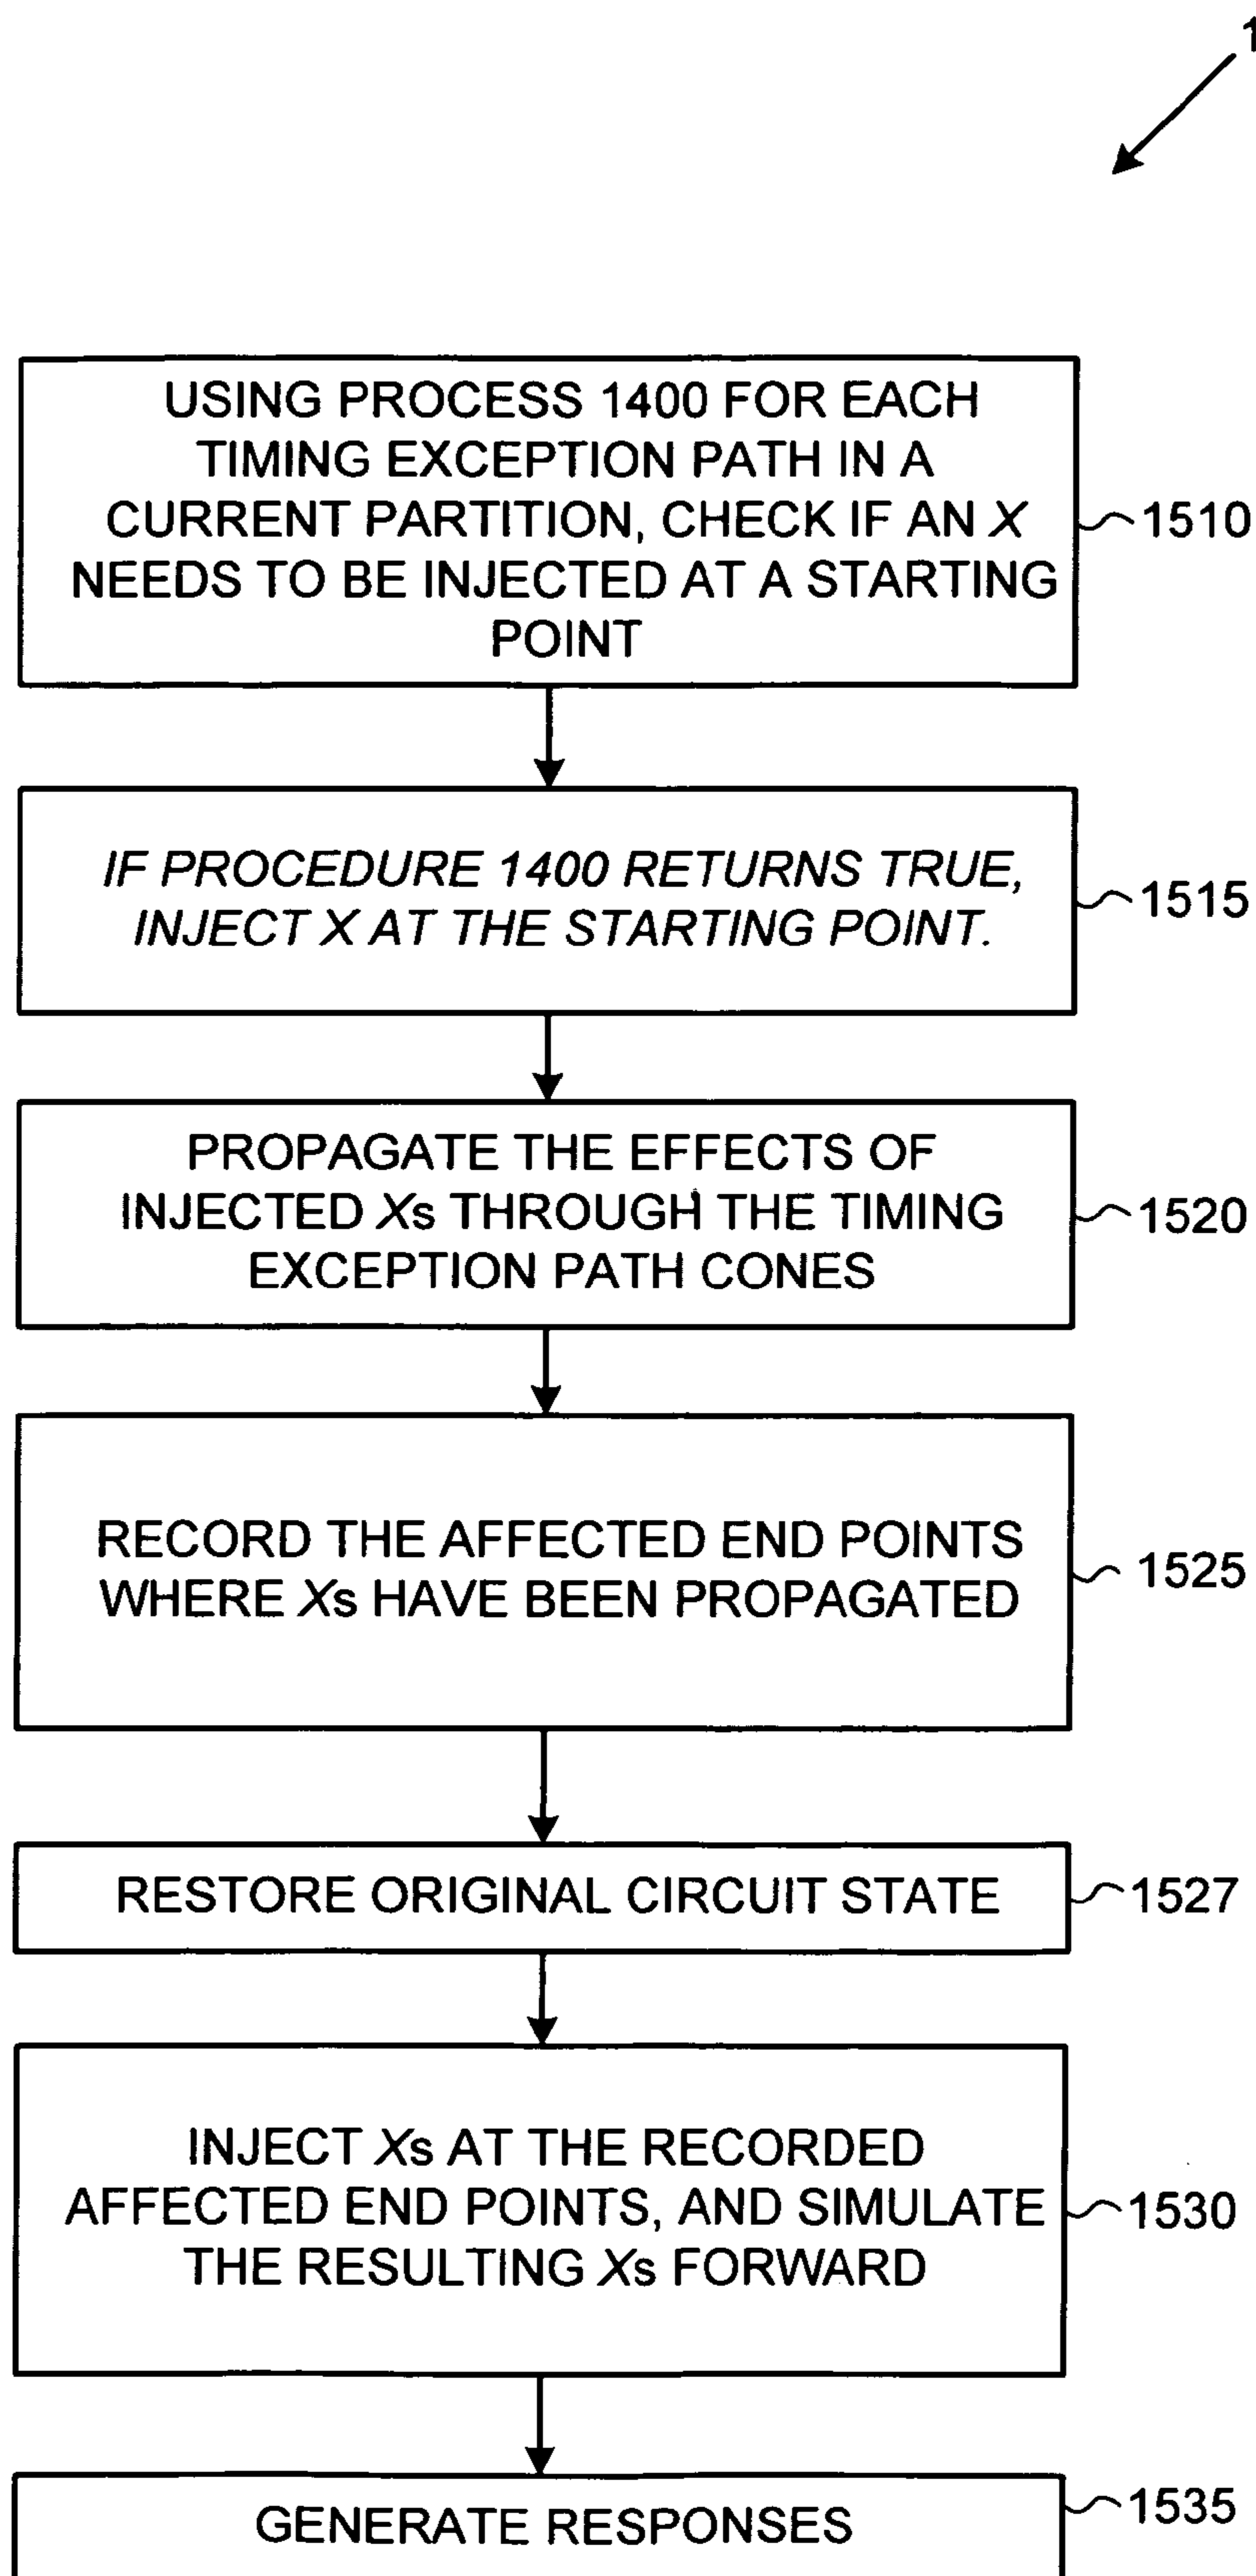 USING PROCESS 1400 FOR EACH
TIMING EXCEPTION PATH IN A
CURRENT PARTITION, CHECK IF AN X
NEEDS TO BE INJECTED AT A STARTING
POINT
1510
IF PROCEDURE 1400 RETURNS TRUE,
INJECT X AT THE STARTING POINT.
1515
PROPAGATE THE EFFECTS OF
INJECTED Xs THROUGH THE TIMING
EXCEPTION PATH CONES
1520
RECORD THE AFFECTED END POINTS
WHERE Xs HAVE BEEN PROPAGATED
1525
RESTORE ORIGINAL CIRCUIT STATE
1527
INJECT Xs AT THE RECORDED
AFFECTED END POINTS, AND SIMULATE
THE RESULTING Xs FORWARD
1530
GENERATE RESPONSES
1535